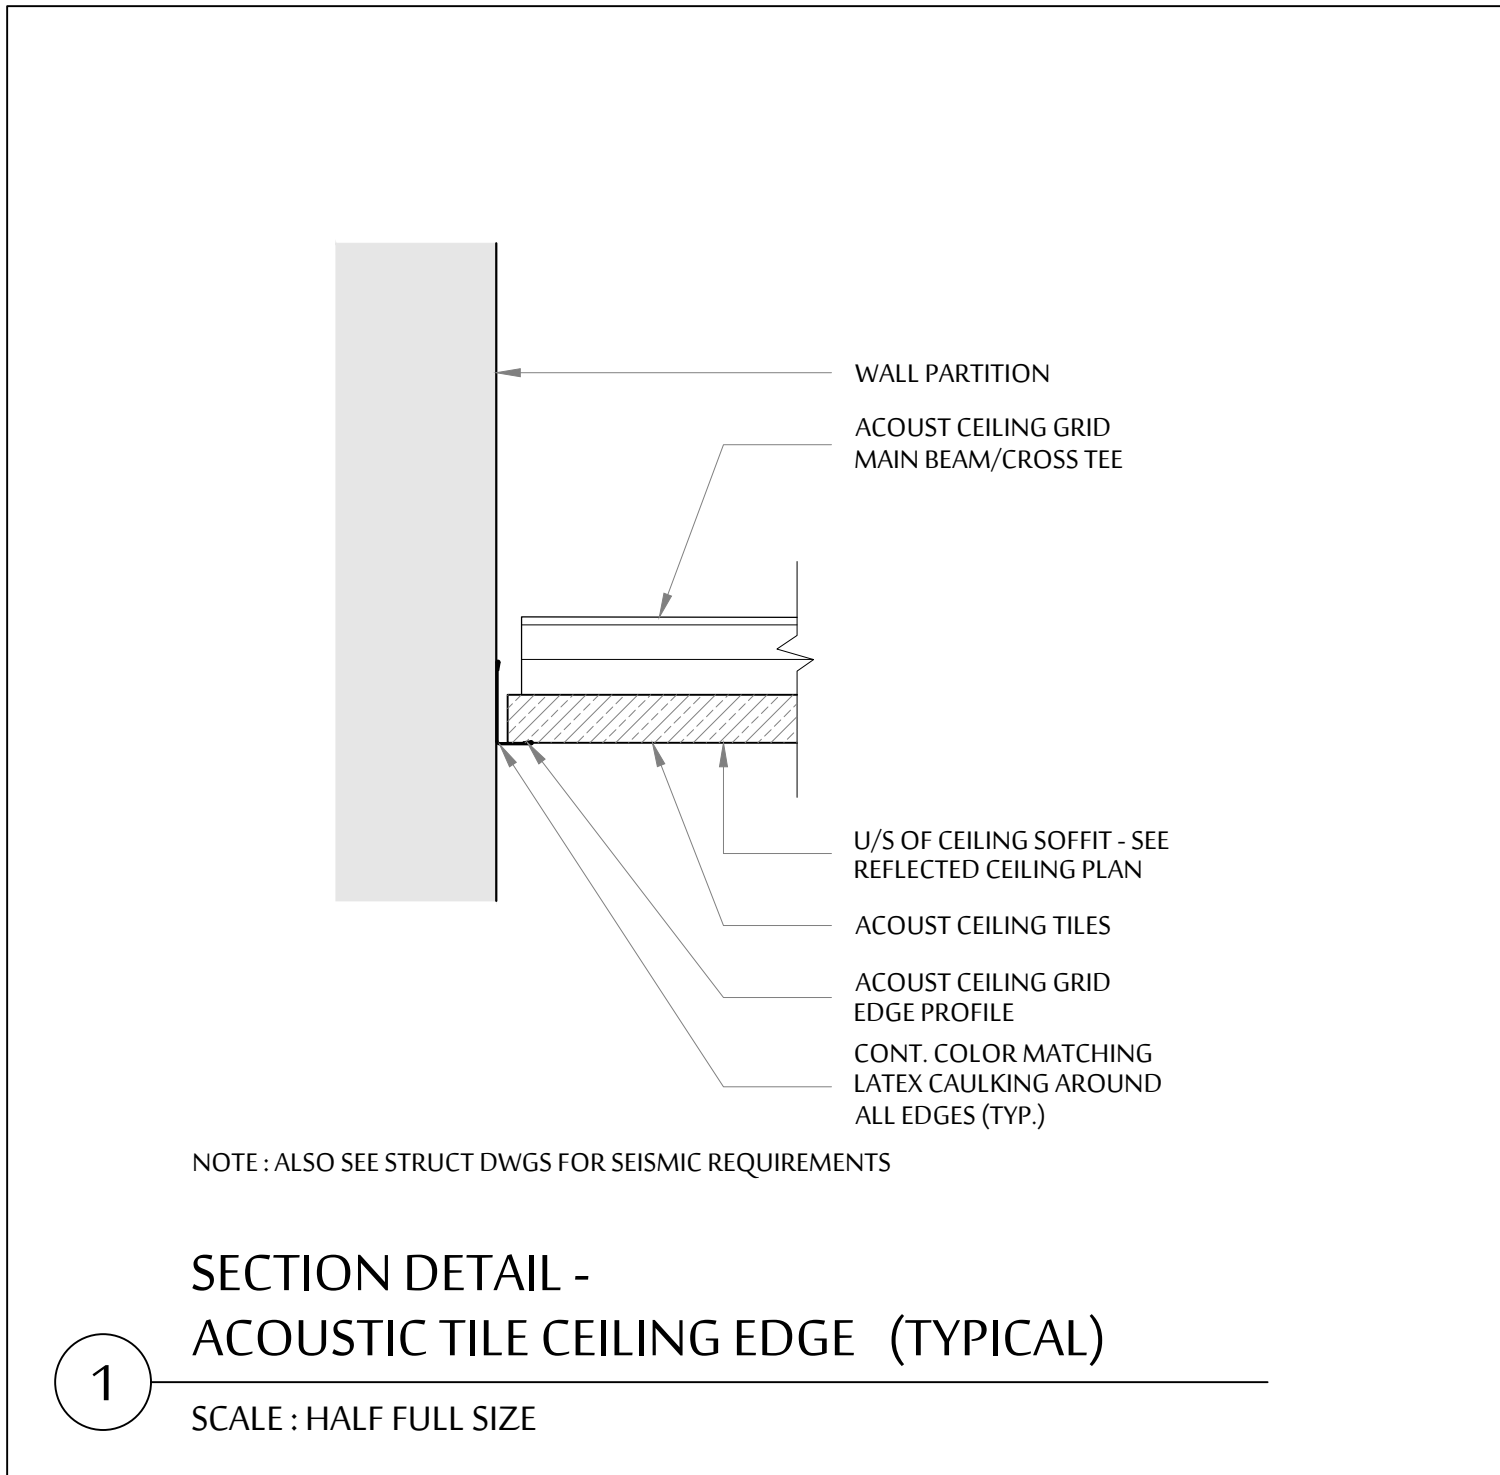 WALL PARTITION
ACOUST CEILING GRID
MAIN BEAM/CROSS TEE
U/S OF CEILING SOFFIT - SEE
REFLECTED CEILING PLAN
ACOUST CEILING TILES
ACOUST CEILING GRID
EDGE PROFILE
CONT. COLOR MATCHING
LATEX CAULKING AROUND
ALL EDGES (TYP.)
NOTE : ALSO SEE STRUCT DWGS FOR SEISMIC REQUIREMENTS
SECTION DETAIL -
ACOUSTIC TILE CEILING EDGE (TYPICAL)
1
SCALE : HALF FULL SIZE